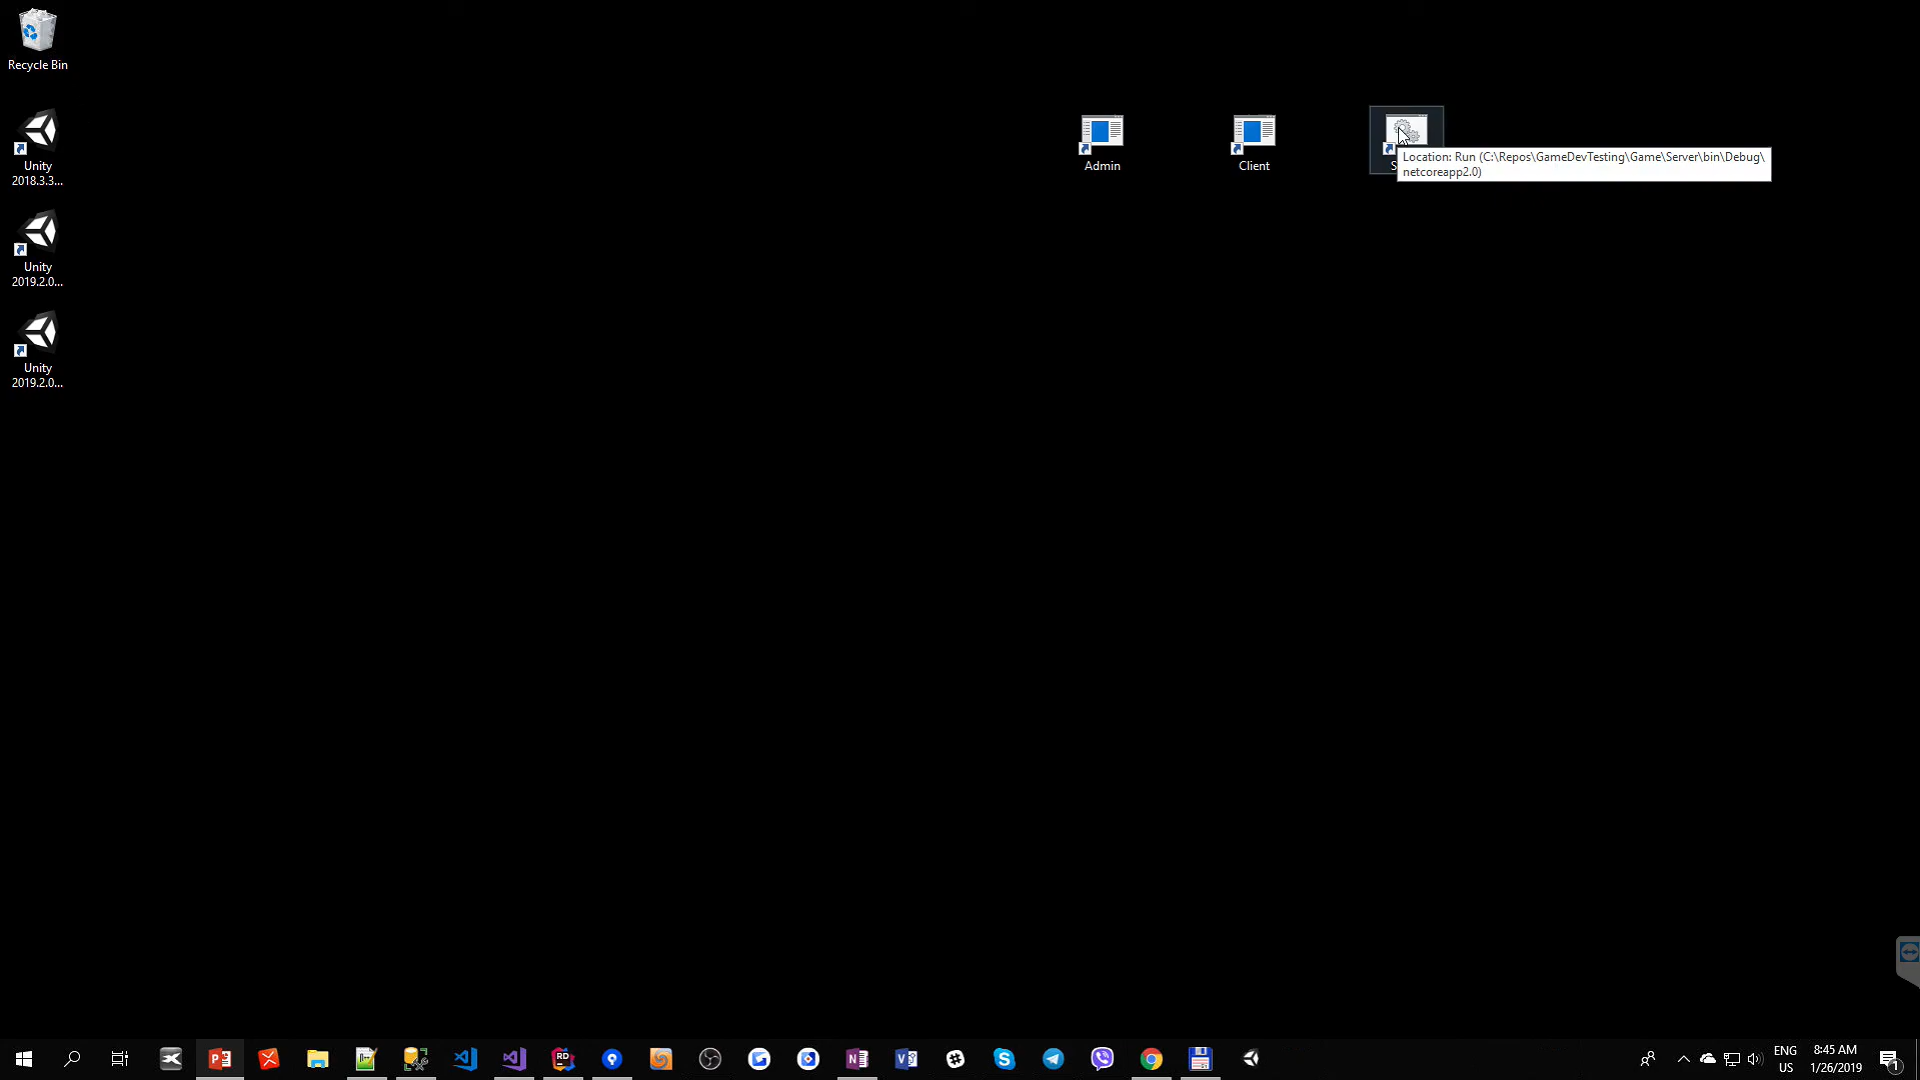 Recycle Bin
Unity
2018.3.3...
Unity
2019.2.0...
Unity
2019.2.0...
Admin
Client
S
Location: Run (C:\Repos\GameDevTesting\Game\Server\bin\Debug\
netcoreapp2.0)
ENG
US
8:45 AM
1/26/2019
1